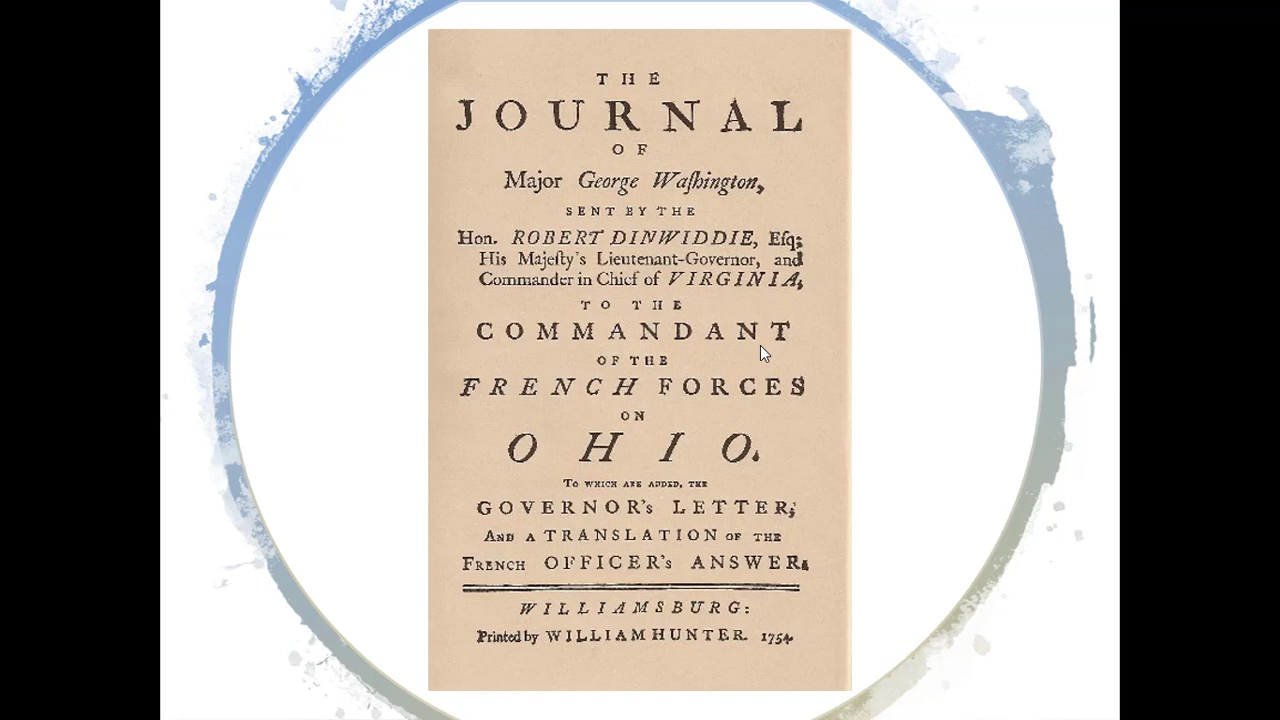 THE
JOURNAL
OF
Major George Waſhington,
SENT BY THE
Hon. ROBERT DINWIDDIE, Eſq;
His Majeſty's Lieutenant-Governor, and
Commander in Chief of VIRGINIA,
TO THE
COMMANDANT
OF THE
FRENCH FORCES
ON
OHIO.
To WHICH ARE ADDED, THE
GOVERNOR's LETTER;
AND A TRANSLATION OF THE
FRENCH OFFICER's ANSWER.
WILLIAMSBURG:
Printed by WILLIAM HUNTER. 1754.